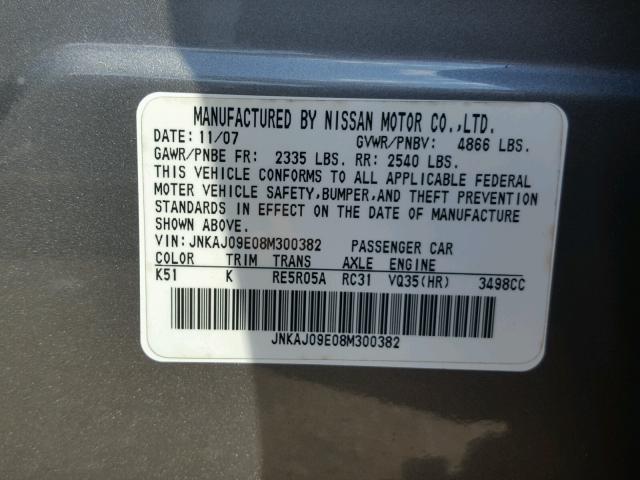 MANUFACTURED BY NISSAN MOTOR CO.,LTD.
DATE: 11/07 GVWR/PNBV: 4866 LBS.
GAWR/PNBE FR: 2335 LBS. RR: 2540 LBS.
THIS VEHICLE CONFORMS TO ALL APPLICABLE FEDERAL
MOTER VEHICLE SAFETY,BUMPER,AND THEFT PREVENTION
STANDARDS IN EFFECT ON THE DATE OF MANUFACTURE
SHOWN ABOVE.
VIN: JNKAJ09E08M300382 PASSENGER CAR
COLOR TRIM TRANS AXLE ENGINE
K51 K RE5R05A RC31 VQ35(HR) 3498CC
JNKAJ09E08M300382